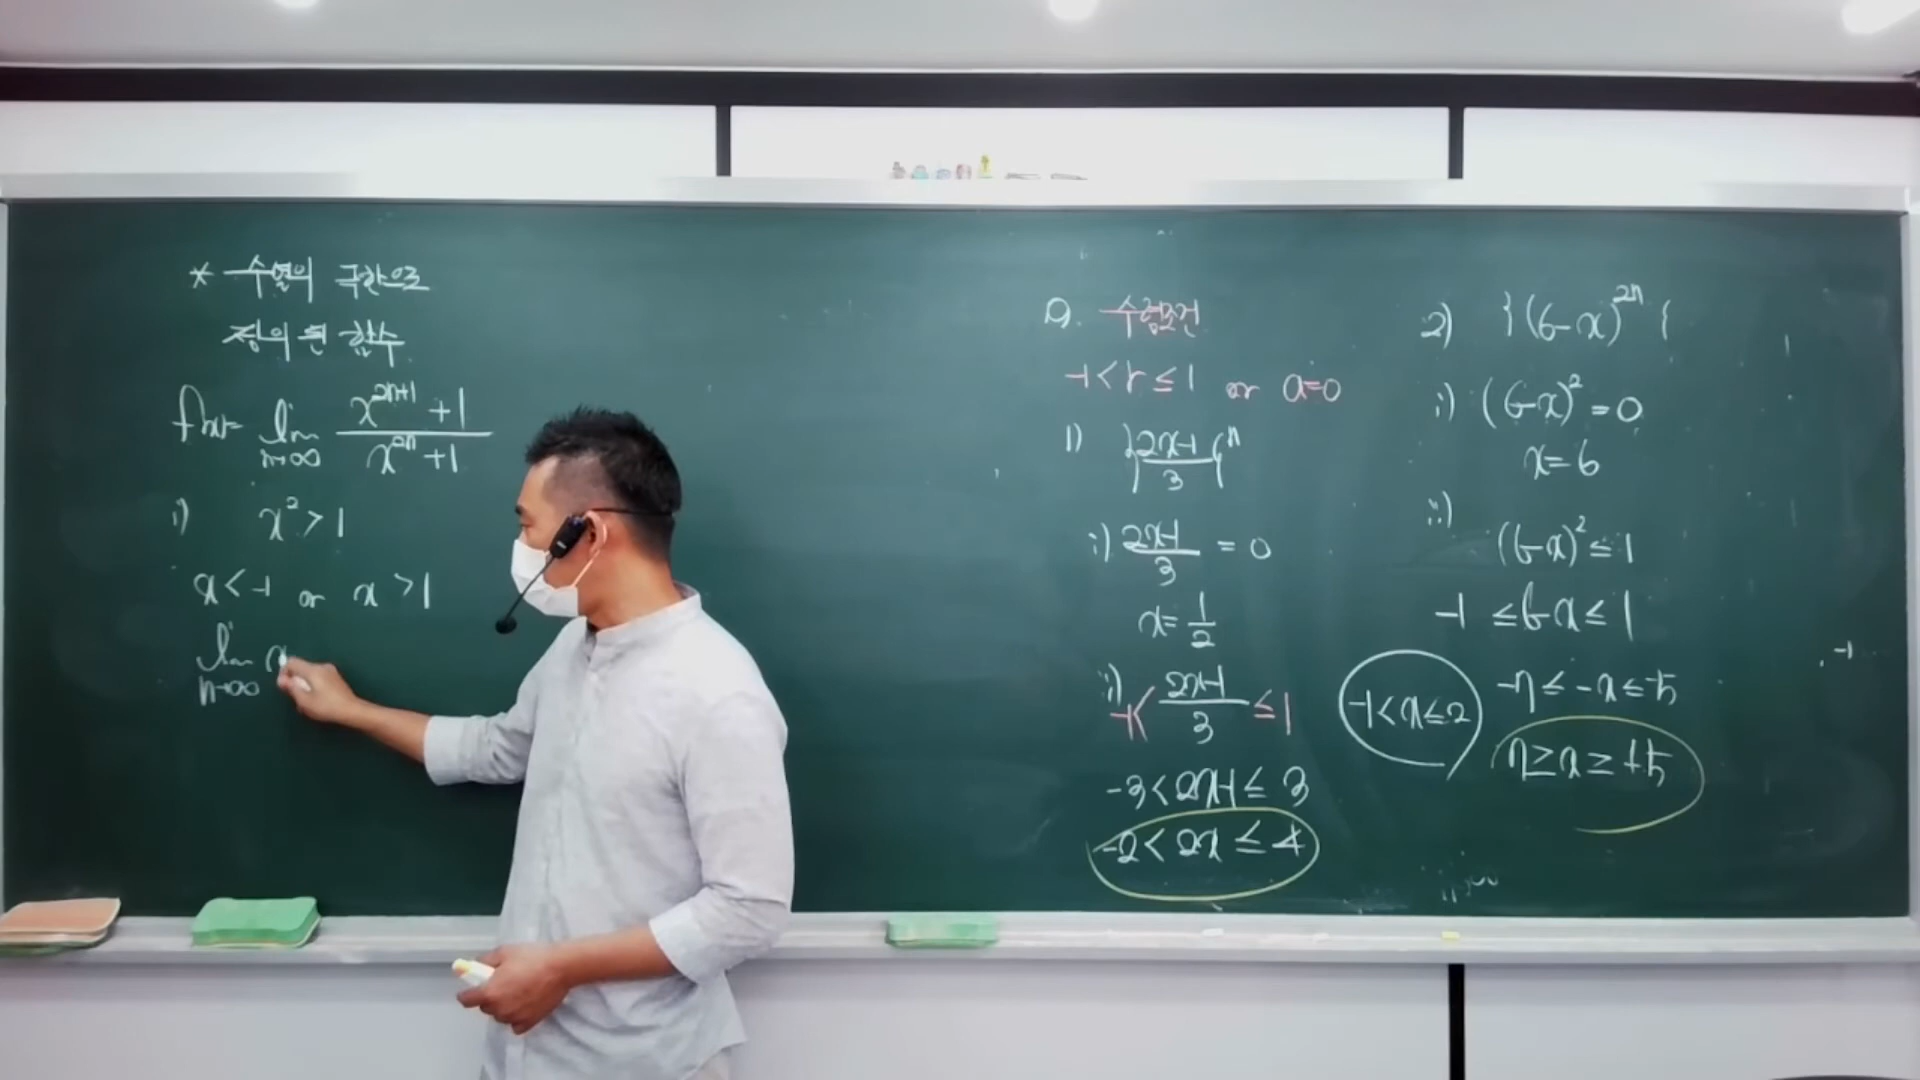 * 수열의 극한으로
정의 된 함수
f(x)= lim n→∞ (x^{2n+1}+1)/(x^{2n}+1)
i) x² > 1
x < -1 or x > 1
lim n→∞ (x
수렴조건
-1 < r ≤ 1 or a=0
1) {(2x-1)/3}^n
i) (2x-1)/3 = 0
x = 1/2
ii) -1 < (2x-1)/3 ≤ 1
-3 < 2x-1 ≤ 3
-2 < 2x ≤ 4
-1 < x ≤ 2
2) {(6-x)^{2n}}
i) (6-x)² = 0
x = 6
ii) (6-x)² ≤ 1
-1 ≤ 6-x ≤ 1
-7 ≤ -x ≤ -5
7 ≥ x ≥ +5